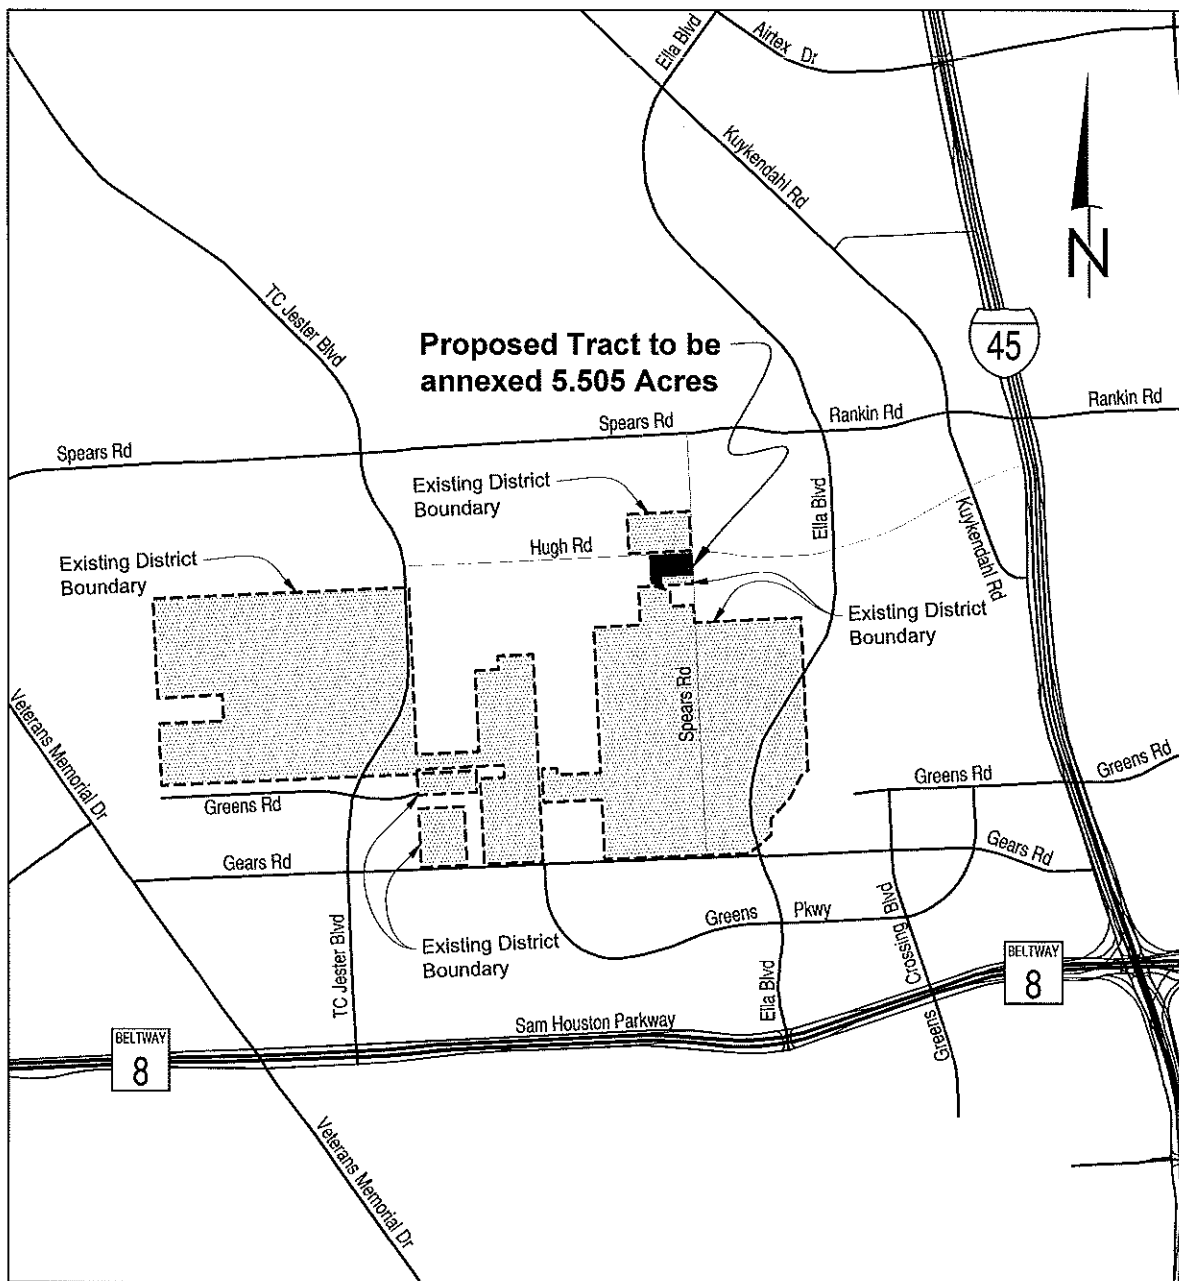 Ella Blvd
Airtex Dr
Kuykendahl Rd
N
TC Jester Blvd
45
Proposed Tract to be
annexed 5.505 Acres
Spears Rd
Spears Rd
Rankin Rd
Rankin Rd
Existing District
Boundary
Ella Blvd
Kuykendahl Rd
Hugh Rd
Existing District
Boundary
Existing District
Boundary
Spears Rd
Veterans Memorial Dr
Greens Rd
Greens Rd
Greens Rd
Gears Rd
Gears Rd
Greens Pkwy
Greens Crossing Blvd
TC Jester Blvd
Existing District
Boundary
Ella Blvd
BELTWAY
8
Sam Houston Parkway
BELTWAY
8
Veterans Memorial Dr